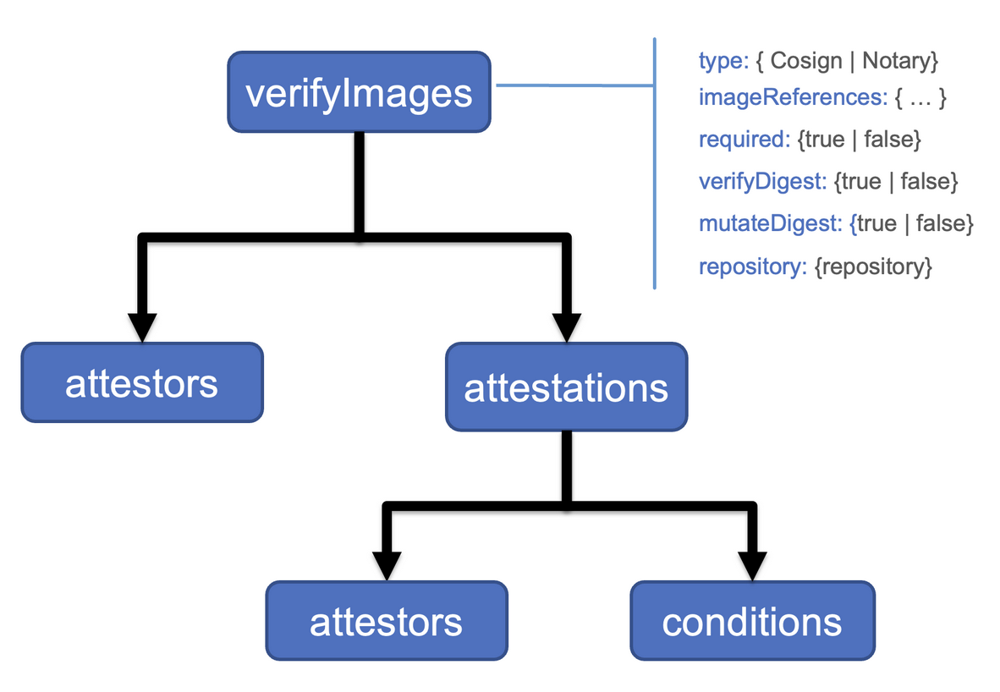 verifyImages
type: { Cosign | Notary}
imageReferences: { ... }
required: {true | false}
verifyDigest: {true | false}
mutateDigest: {true | false}
repository: {repository}
attestors
attestations
attestors
conditions